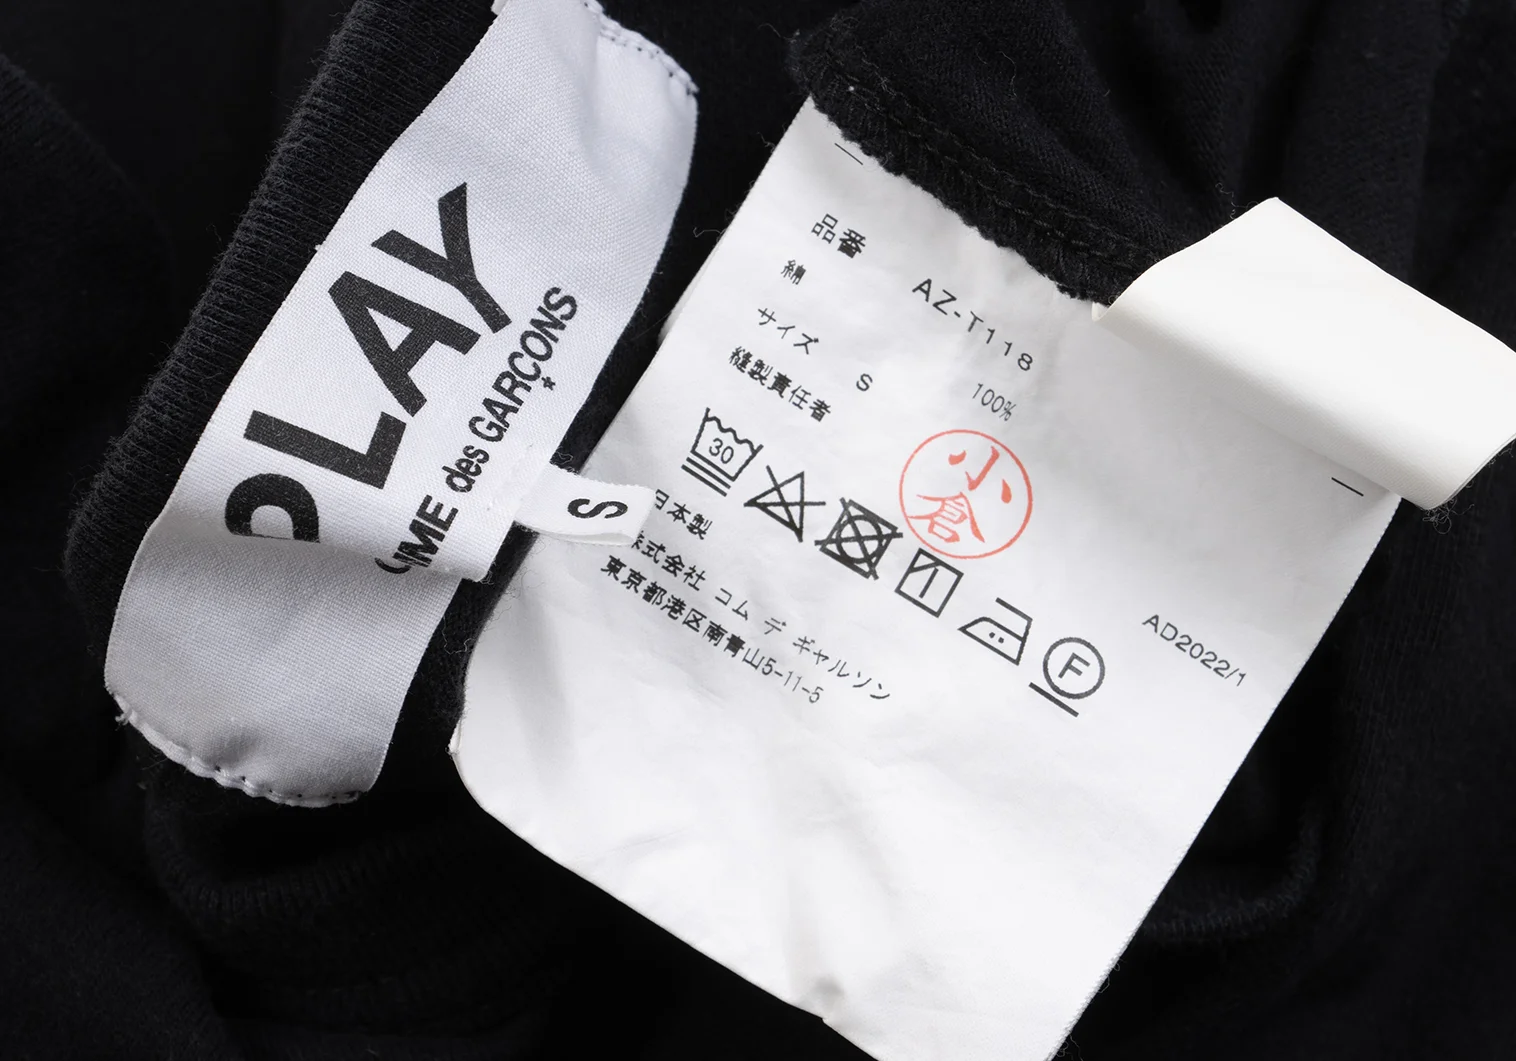 PLAY
COMME des GARÇONS
S
品番 AZ-T118
綿 100%
サイズ S
縫製責任者
小倉
30
F
日本製
株式会社 コム デ ギャルソン
東京都港区南青山5-11-5
AD2022/1